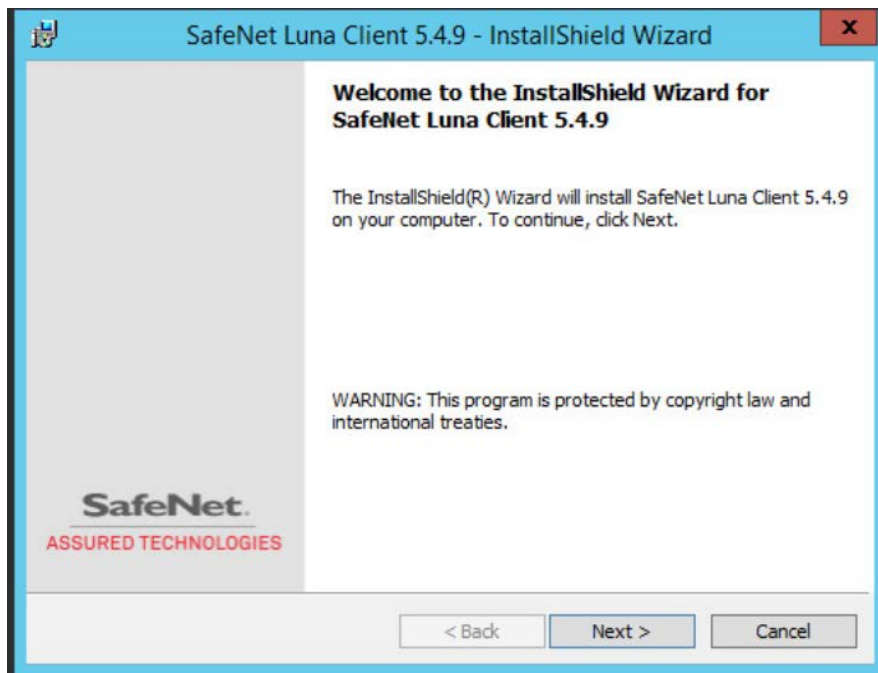 SafeNet Luna Client 5.4.9 - InstallShield Wizard
x
Welcome to the InstallShield Wizard for
SafeNet Luna Client 5.4.9
The InstallShield(R) Wizard will install SafeNet Luna Client 5.4.9
on your computer. To continue, click Next.
WARNING: This program is protected by copyright law and
international treaties.
SafeNet.
ASSURED TECHNOLOGIES
< Back Next > Cancel